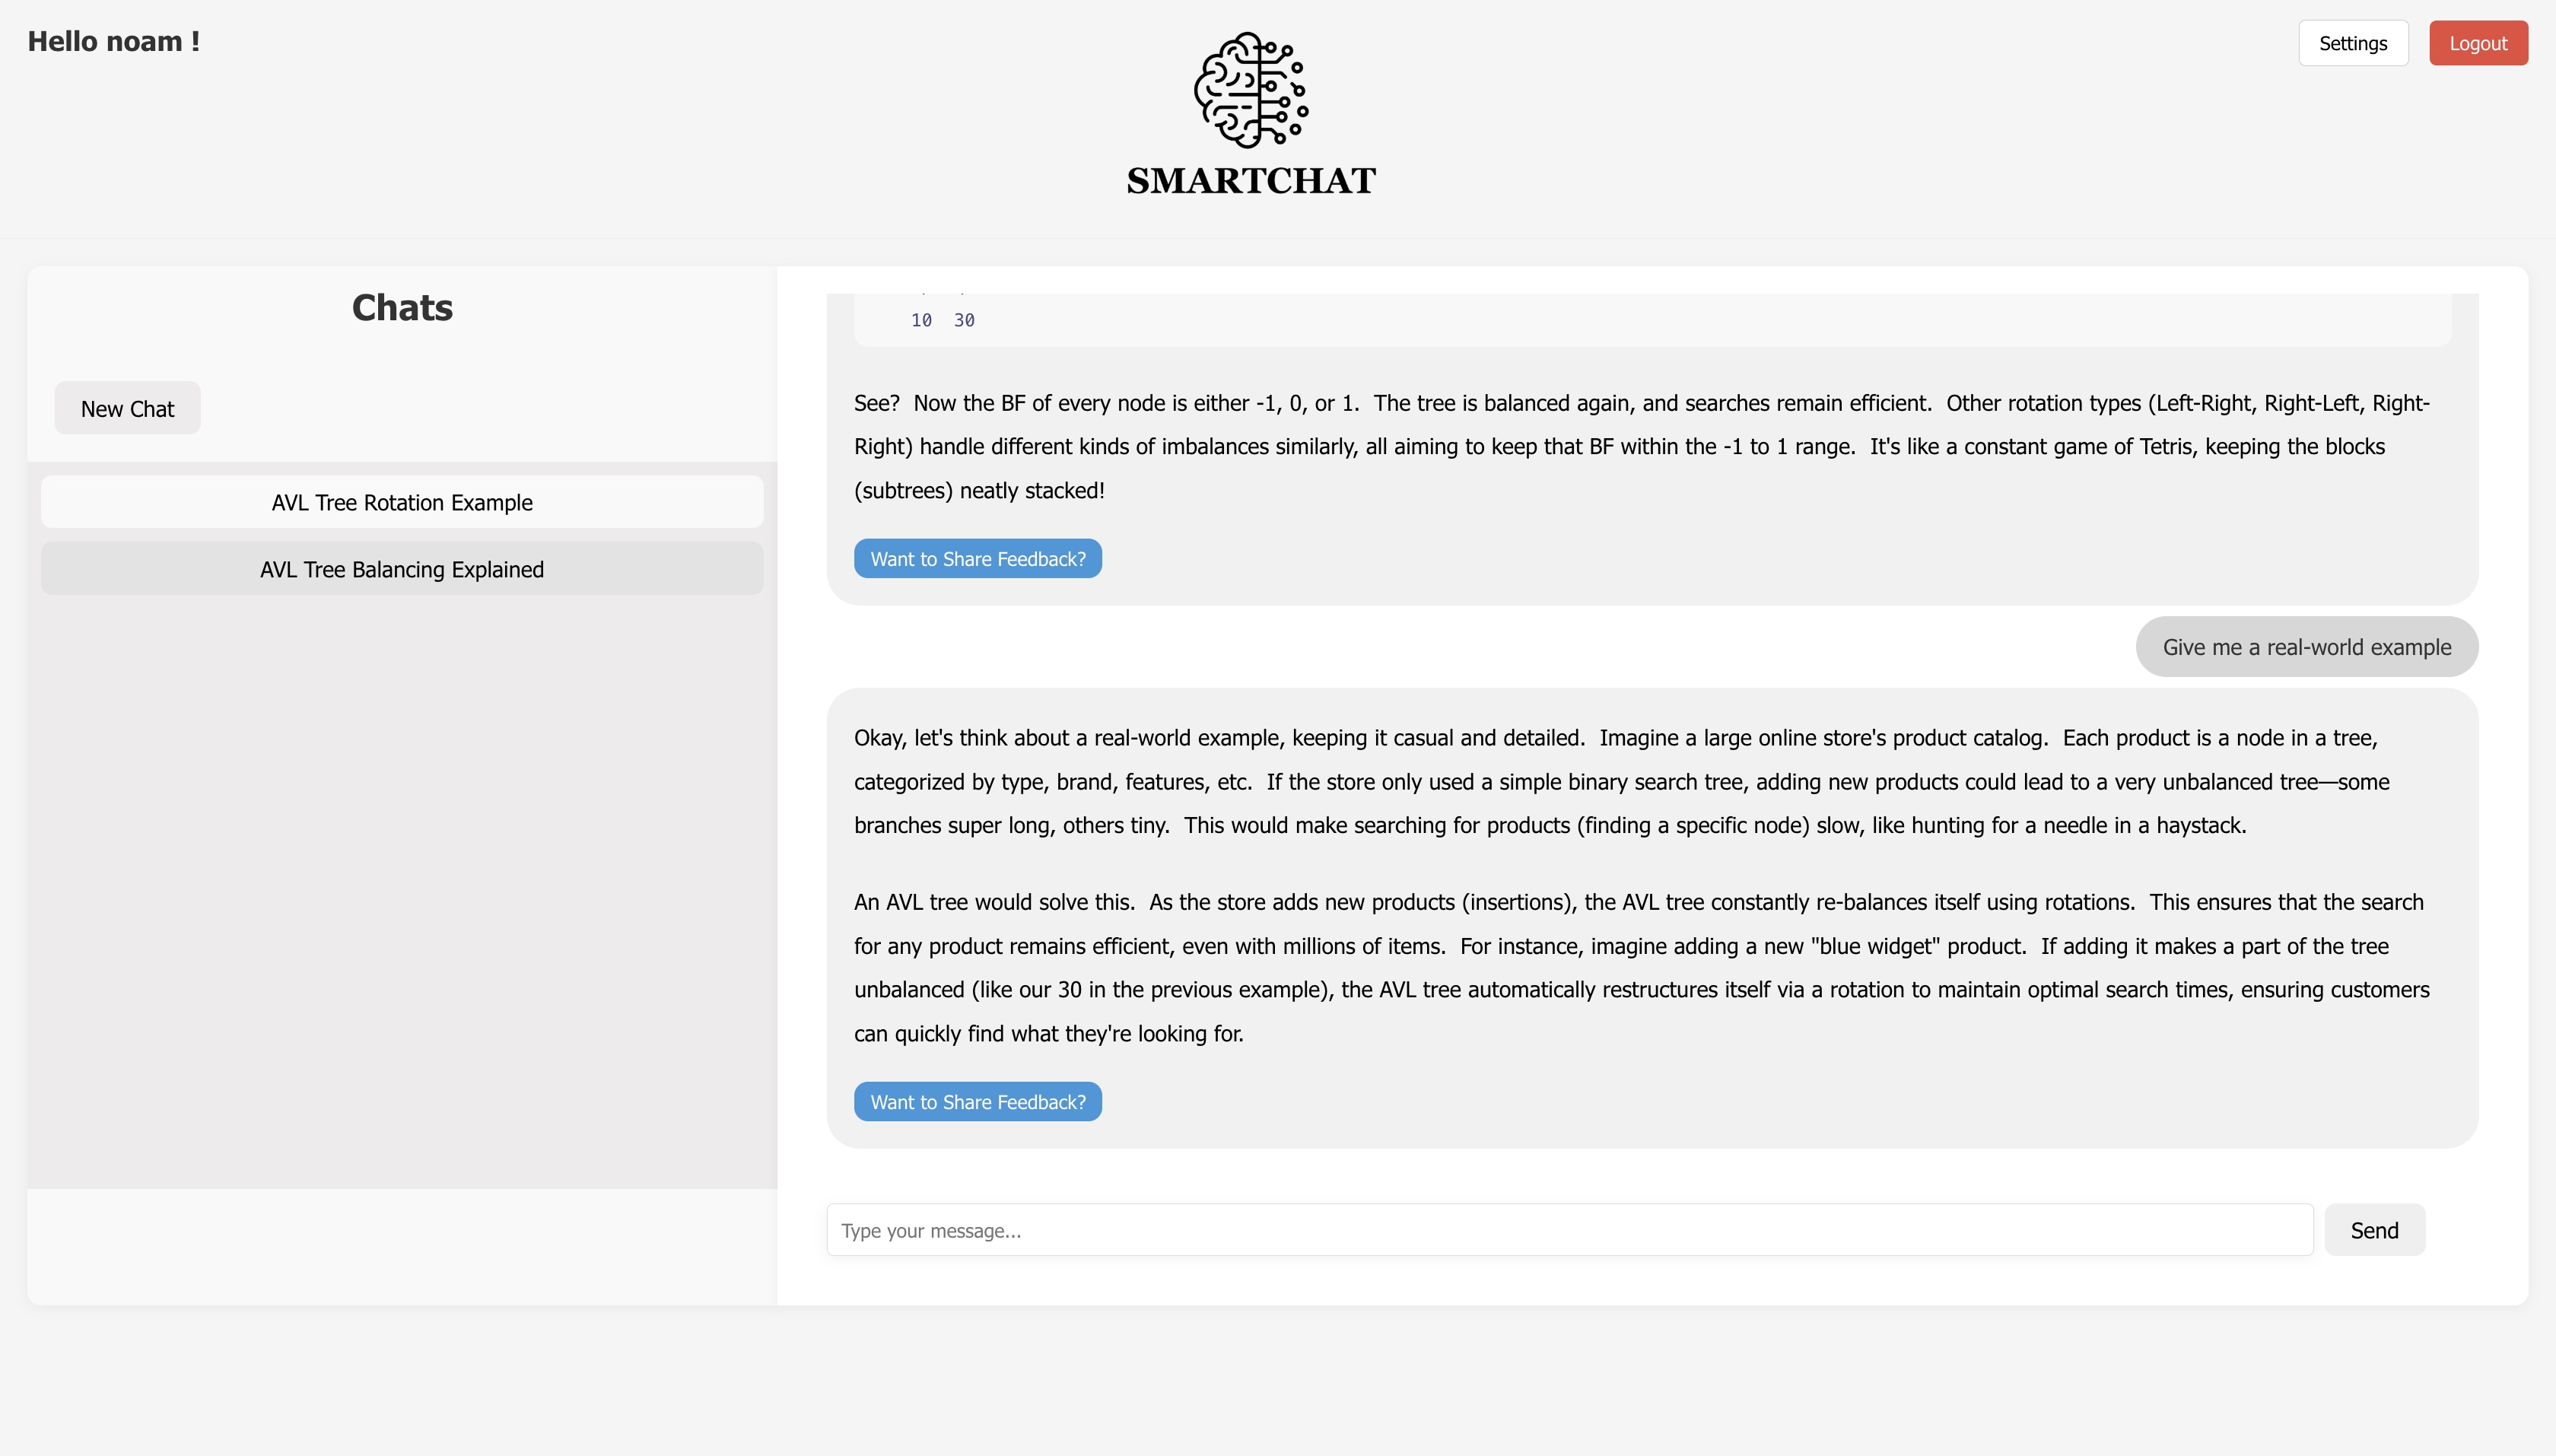 Hello noam !
Settings
Logout
SMARTCHAT
Chats
New Chat
AVL Tree Rotation Example
AVL Tree Balancing Explained
10  30
See?  Now the BF of every node is either -1, 0, or 1.  The tree is balanced again, and searches remain efficient.  Other rotation types (Left-Right, Right-Left, Right-
Right) handle different kinds of imbalances similarly, all aiming to keep that BF within the -1 to 1 range.  It's like a constant game of Tetris, keeping the blocks
(subtrees) neatly stacked!
Want to Share Feedback?
Give me a real-world example
Okay, let's think about a real-world example, keeping it casual and detailed.  Imagine a large online store's product catalog.  Each product is a node in a tree,
categorized by type, brand, features, etc.  If the store only used a simple binary search tree, adding new products could lead to a very unbalanced tree—some
branches super long, others tiny.  This would make searching for products (finding a specific node) slow, like hunting for a needle in a haystack.
An AVL tree would solve this.  As the store adds new products (insertions), the AVL tree constantly re-balances itself using rotations.  This ensures that the search
for any product remains efficient, even with millions of items.  For instance, imagine adding a new "blue widget" product.  If adding it makes a part of the tree
unbalanced (like our 30 in the previous example), the AVL tree automatically restructures itself via a rotation to maintain optimal search times, ensuring customers
can quickly find what they're looking for.
Want to Share Feedback?
Type your message...
Send